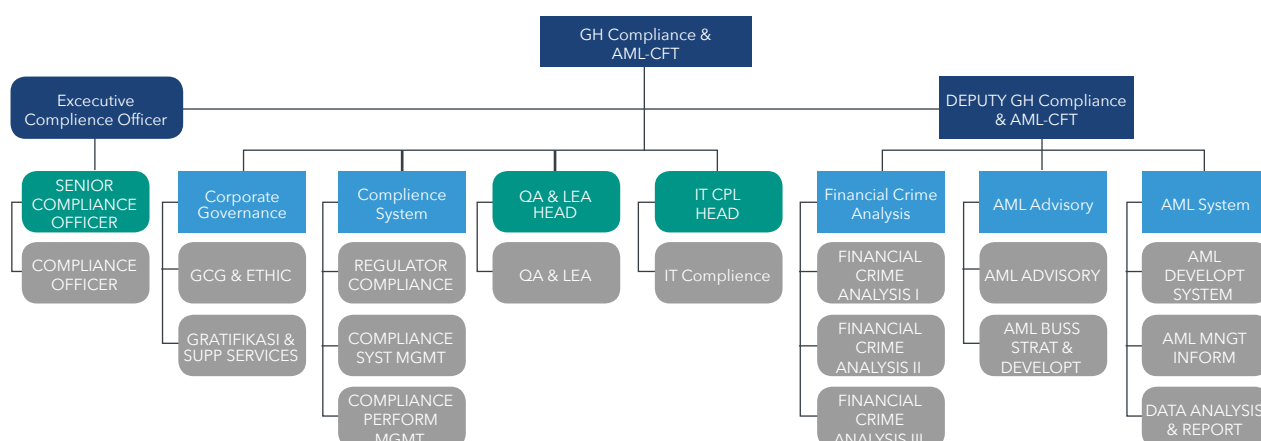 GH Compliance &
AML-CFT
Excecutive
Complience Officer
DEPUTY GH Compliance
& AML-CFT
SENIOR
COMPLIANCE
OFFICER
Corporate
Governance
Complience
System
QA & LEA
HEAD
IT CPL
HEAD
Financial Crime
Analysis
AML Advisory
AML System
COMPLIANCE
OFFICER
GCG & ETHIC
REGULATOR
COMPLIANCE
QA & LEA
IT Complience
FINANCIAL
CRIME
ANALYSIS I
AML ADVISORY
AML
DEVELOPT
SYSTEM
GRATIFIKASI &
SUPP SERVICES
COMPLIANCE
SYST MGMT
FINANCIAL
CRIME
ANALYSIS II
AML BUSS
STRAT &
DEVELOPT
AML MNGT
INFORM
COMPLIANCE
PERFORM
MGMT
FINANCIAL
CRIME
ANALYSIS III
DATA ANALYSIS
& REPORT